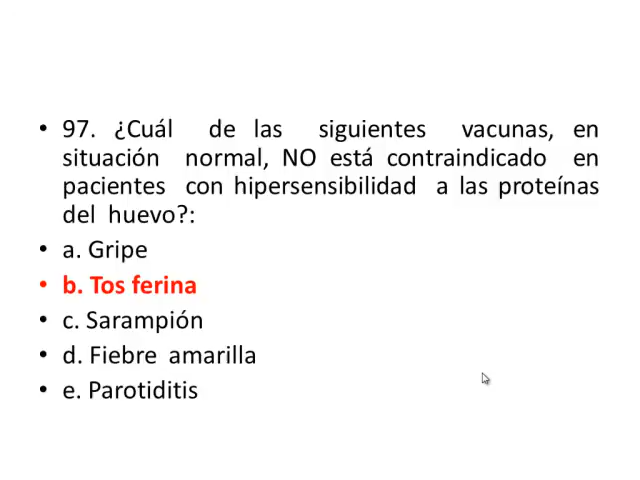 • 97. ¿Cuál de las siguientes vacunas, en
situación normal, NO está contraindicado en
pacientes con hipersensibilidad a las proteínas
del huevo?:
• a. Gripe
• b. Tos ferina
• c. Sarampión
• d. Fiebre amarilla
• e. Parotiditis